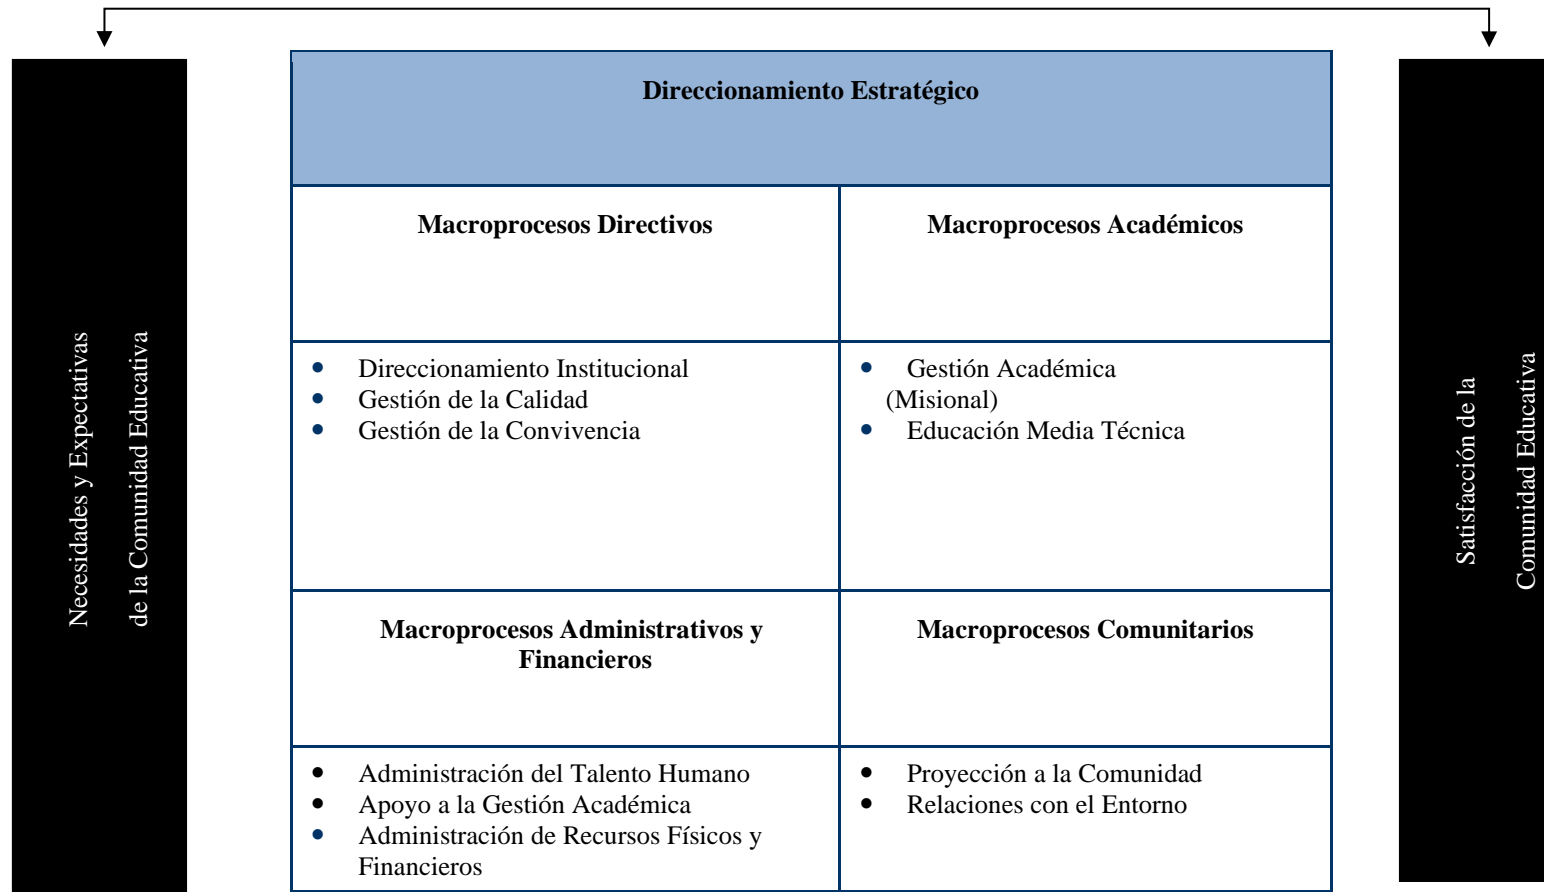 Necesidades y Expectativas
de la Comunidad Educativa
Direccionamiento Estratégico
Macroprocesos Directivos
Macroprocesos Académicos
• Direccionamiento Institucional
• Gestión de la Calidad
• Gestión de la Convivencia
• Gestión Académica
(Misional)
• Educación Media Técnica
Macroprocesos Administrativos y
Financieros
Macroprocesos Comunitarios
• Administración del Talento Humano
• Apoyo a la Gestión Académica
• Administración de Recursos Físicos y
Financieros
• Proyección a la Comunidad
• Relaciones con el Entorno
Satisfacción de la
Comunidad Educativa